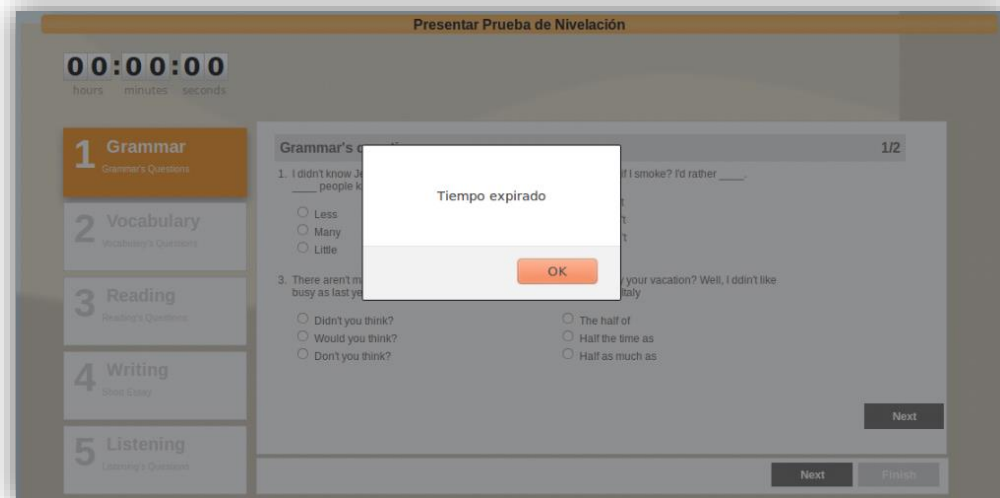 Presentar Prueba de Nivelación
00:00:00
hours minutes seconds
1 Grammar
Grammar's Questions
2 Vocabulary
Vocabulary's Questions
3 Reading
Reading's Questions
4 Writing
Short Essay
5 Listening
Listening's Questions
Grammar's
1/2
1. I didn't know
if I smoke? I'd rather ____.
____ people
Less
Many
Little
Tiempo expirado
OK
3. There aren't
your vacation? Well, I ddin't like
busy as last
Italy
Didn't you think?
Would you think?
Don't you think?
The half of
Half the time as
Half as much as
Next
Next
Finish